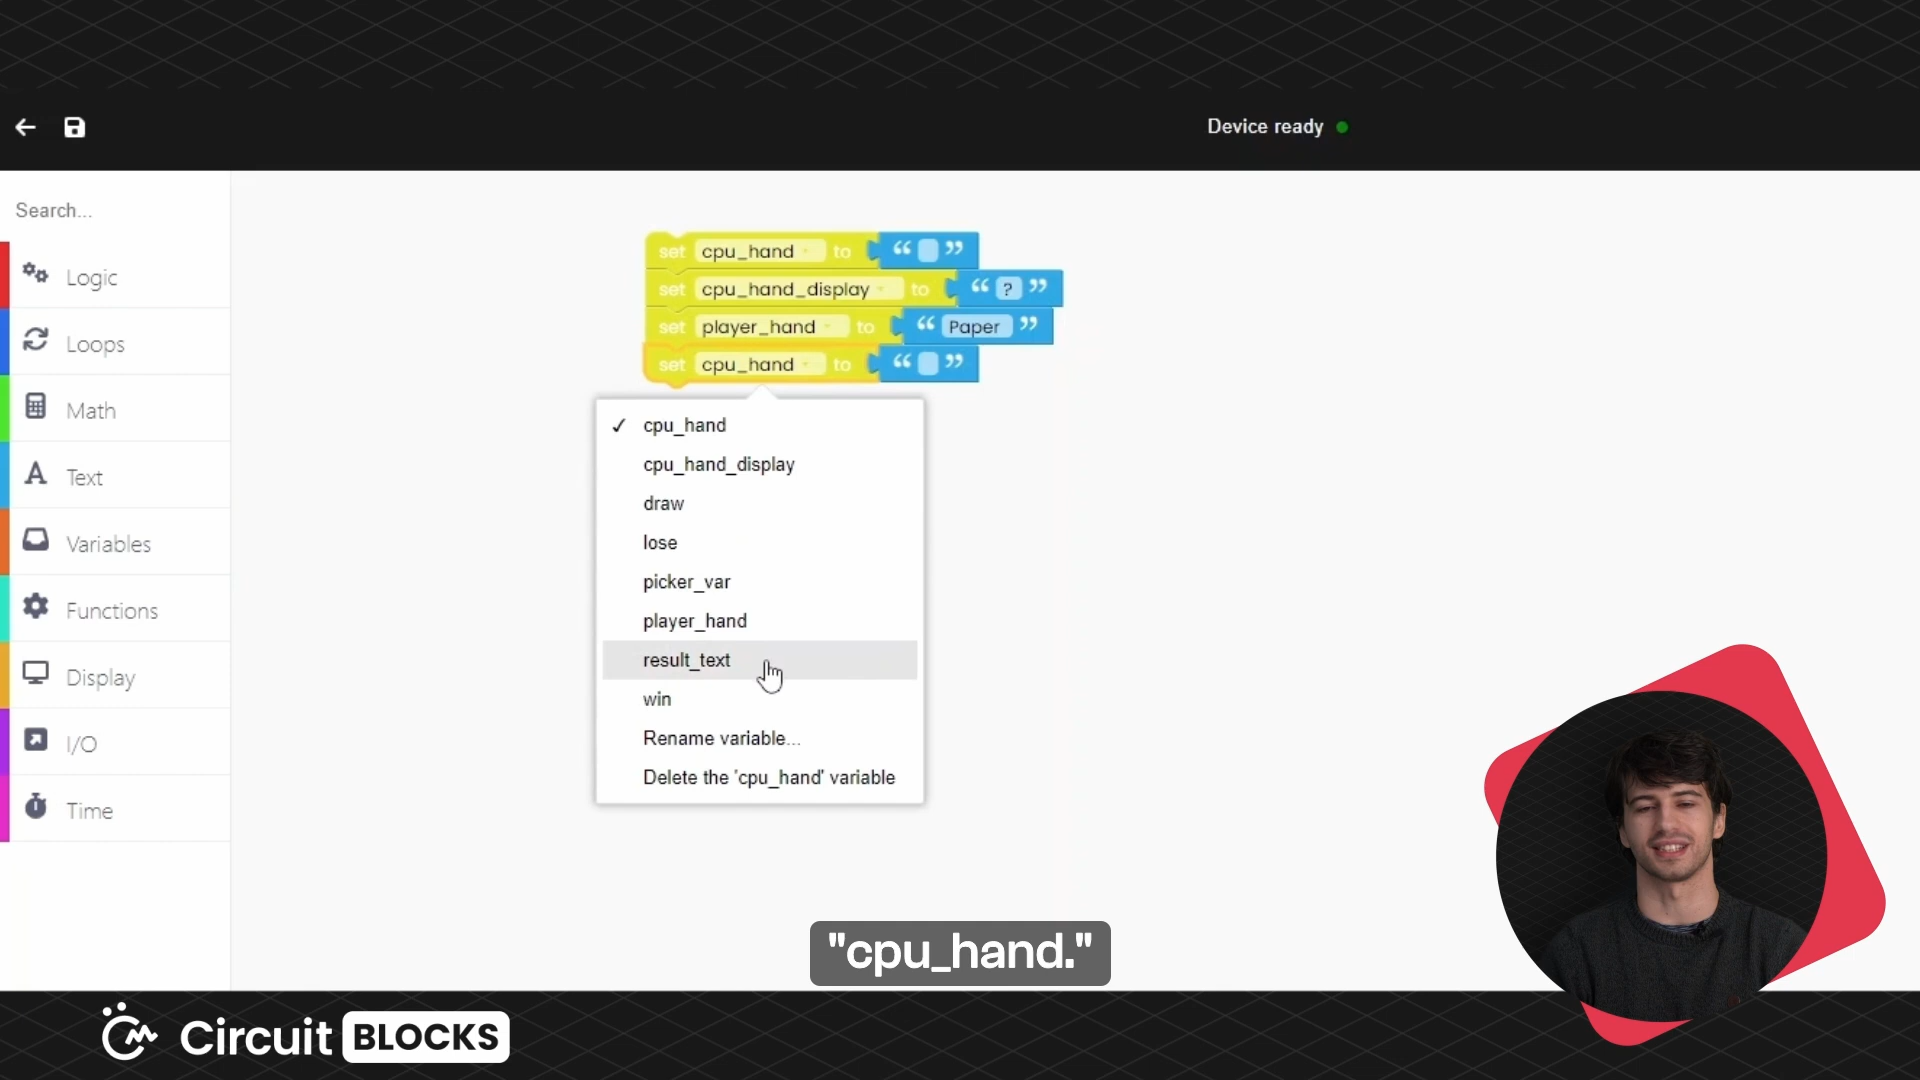 Device ready
Search...
Logic
Loops
Math
Text
Variables
Functions
Display
I/O
Time
set cpu_hand to “ ”
set cpu_hand_display to “ ? ”
set player_hand to “ Paper ”
set cpu_hand to “ ”
✓ cpu_hand
cpu_hand_display
draw
lose
picker_var
player_hand
result_text
win
Rename variable...
Delete the 'cpu_hand' variable
"cpu_hand."
Circuit BLOCKS